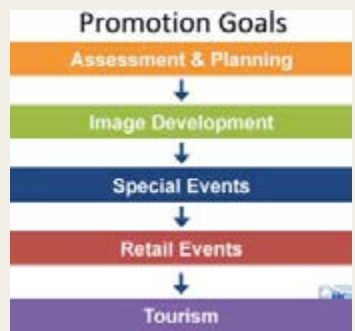 Promotion Goals
Assessment & Planning
Image Development
Special Events
Retail Events
Tourism